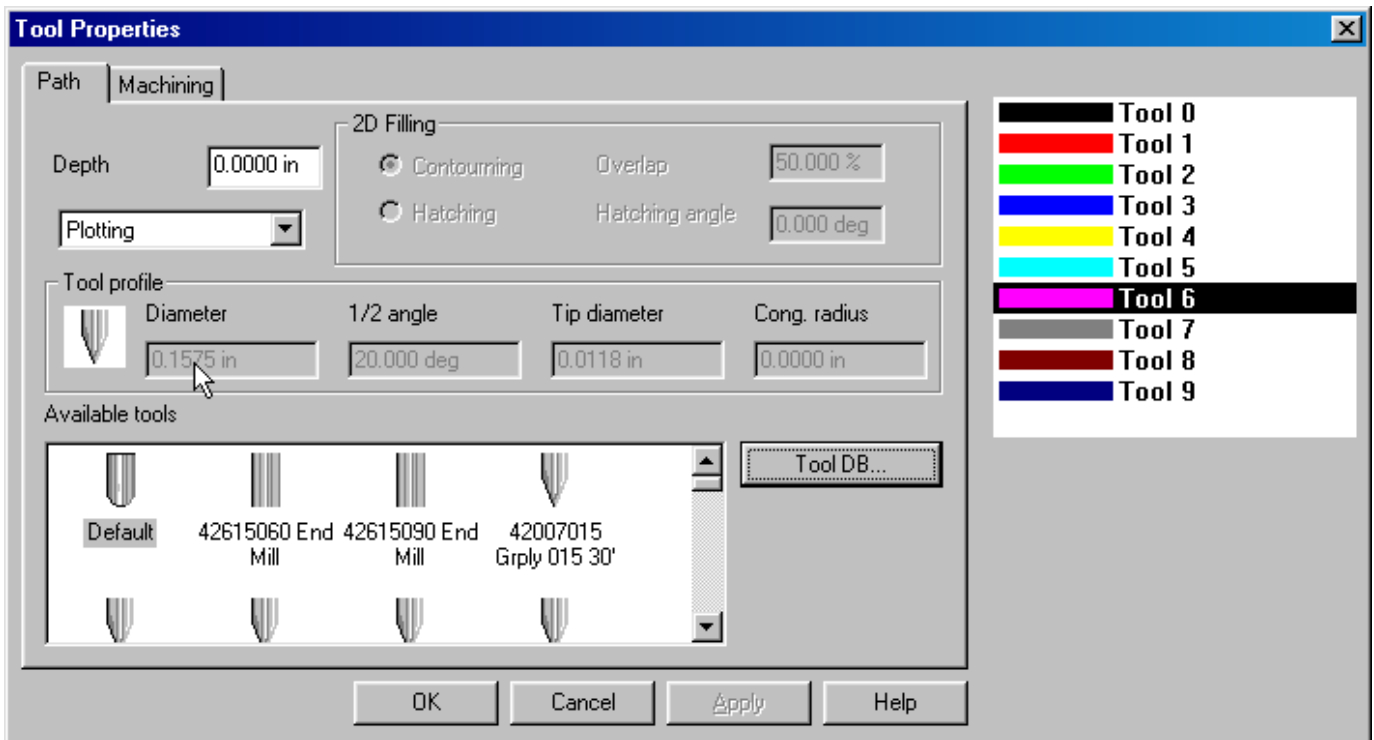 Tool Properties
Path
Machining
Depth
0.0000 in
Plotting
2D Filling
Contourning
Overlap
50.000 %
Hatching
Hatching angle
0.000 deg
Tool profile
Diameter
1/2 angle
Tip diameter
Cong. radius
0.1575 in
20.000 deg
0.0118 in
0.0000 in
Available tools
Default
42615060 End
Mill
42615090 End
Mill
42007015
Grply 015 30'
Tool DB...
Tool 0
Tool 1
Tool 2
Tool 3
Tool 4
Tool 5
Tool 6
Tool 7
Tool 8
Tool 9
OK
Cancel
Apply
Help